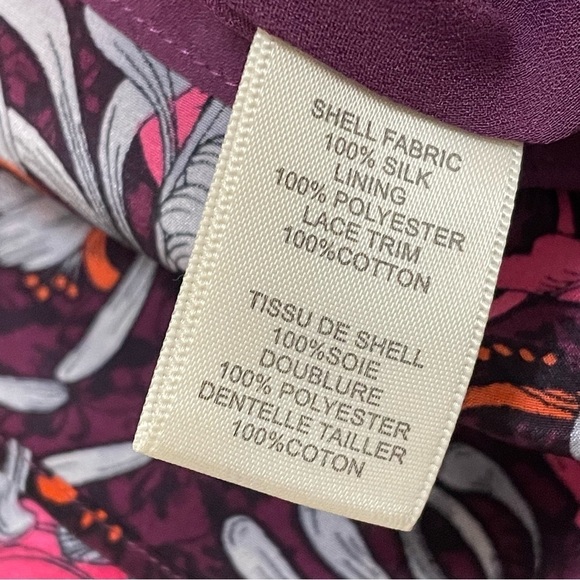 SHELL FABRIC
100% SILK
LINING
100% POLYESTER
LACE TRIM
100%COTTON
TISSU DE SHELL
100%SOIE
DOUBLURE
100% POLYESTER
DENTELLE TAILLER
100%COTON